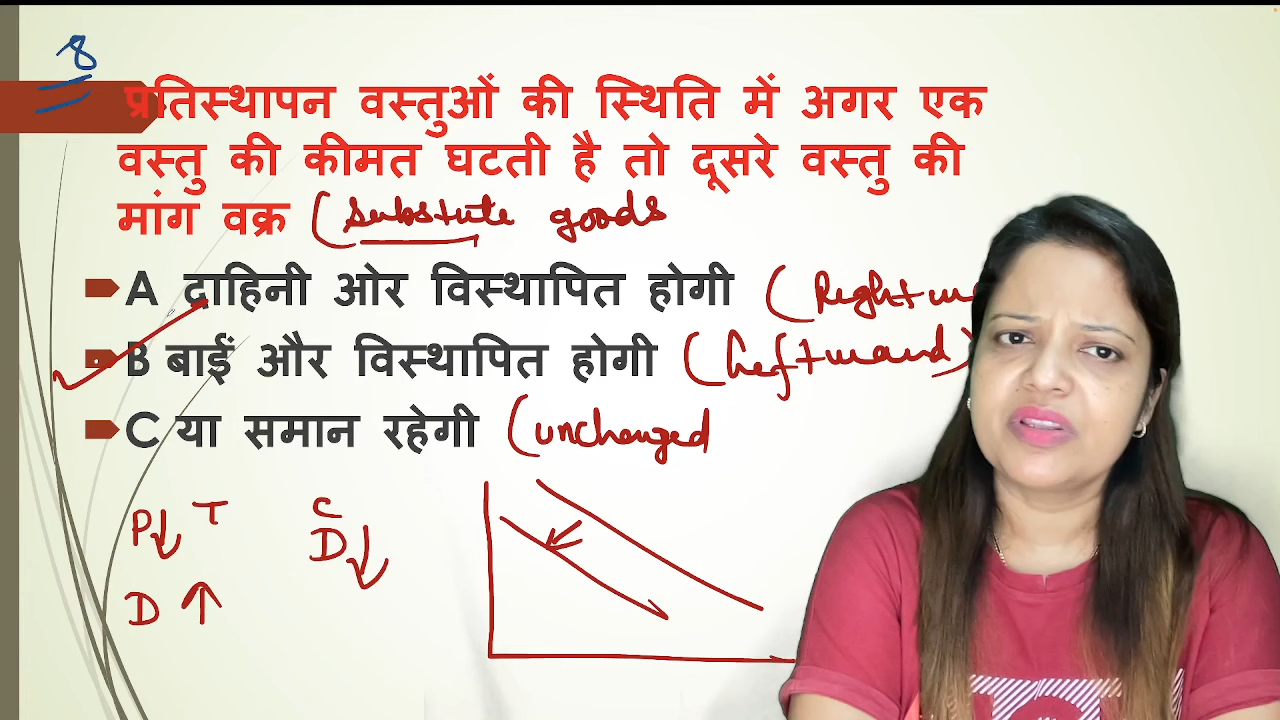 8
प्रतिस्थापन वस्तुओं की स्थिति में अगर एक
वस्तु की कीमत घटती है तो दूसरे वस्तु की
मांग वक्र (substute goods
A दाहिनी ओर विस्थापित होगी (
B बाईं और विस्थापित होगी (Leftward)
C या समान रहेगी (unchanged
P↓ T
C
D↓
D ↑